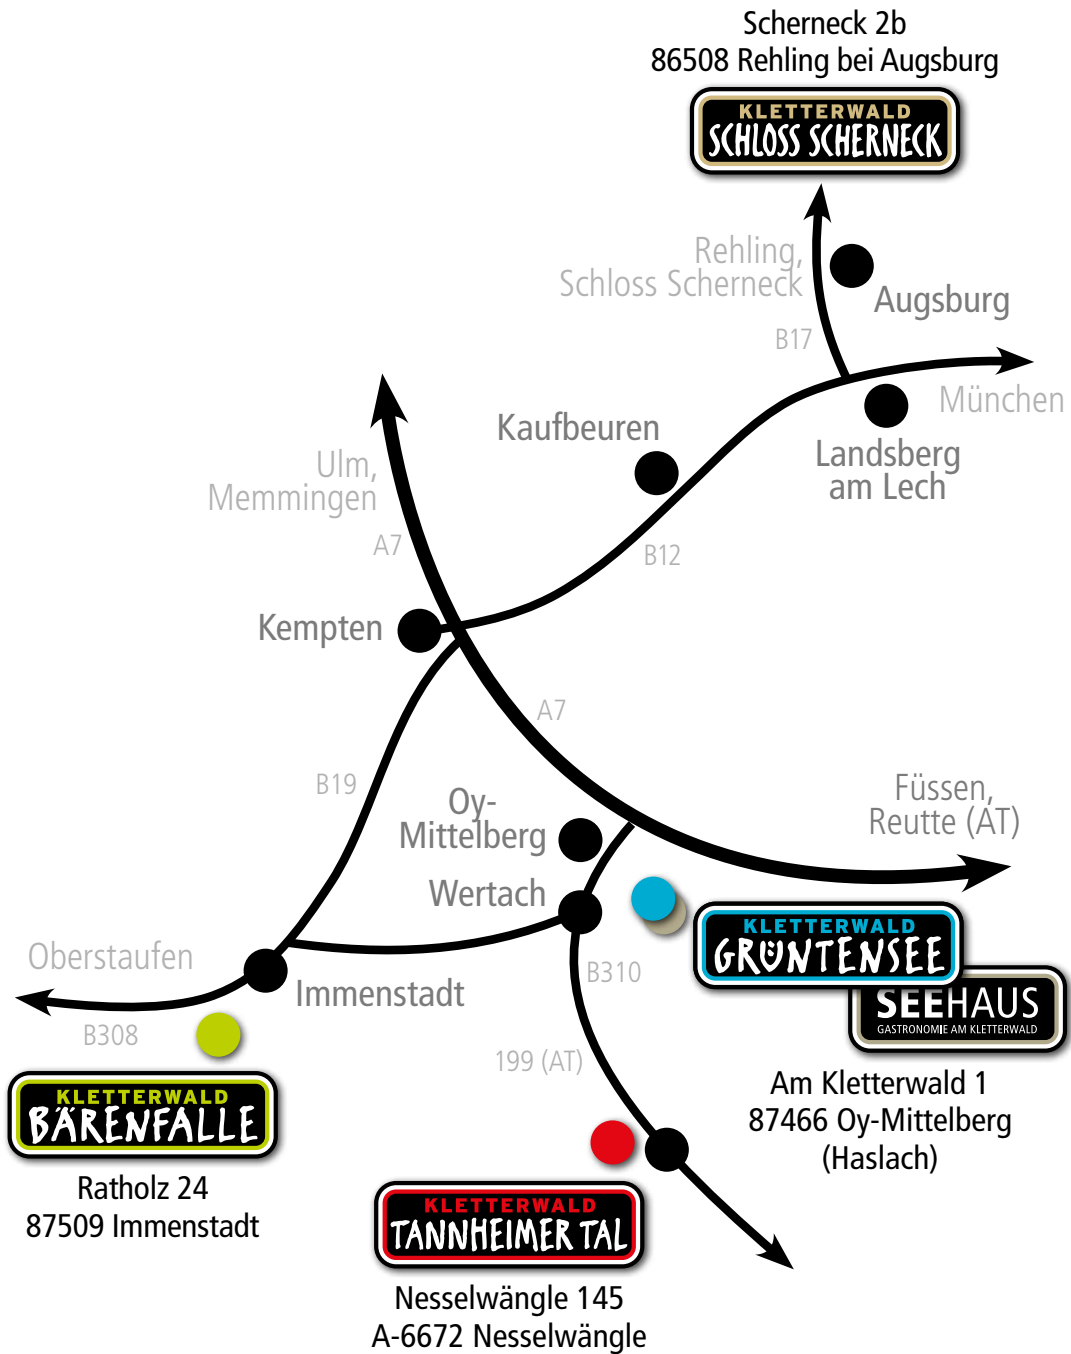 Scherneck 2b
86508 Rehling bei Augsburg
KLETTERWALD
SCHLOSS SCHERNECK
Rehling,
Schloss Scherneck
Augsburg
B17
München
Kaufbeuren
Landsberg
am Lech
Ulm,
Memmingen
A7
B12
Kempten
A7
B19
Oy-
Mittelberg
Füssen,
Reutte (AT)
Wertach
KLETTERWALD
GRÜNTENSEE
Oberstaufen
B310
Immenstadt
SEEHAUS
GASTRONOMIE AM KLETTERWALD
B308
199 (AT)
Am Kletterwald 1
87466 Oy-Mittelberg
(Haslach)
KLETTERWALD
BÄRENFALLE
Ratholz 24
87509 Immenstadt
KLETTERWALD
TANNHEIMER TAL
Nesselwängle 145
A-6672 Nesselwängle